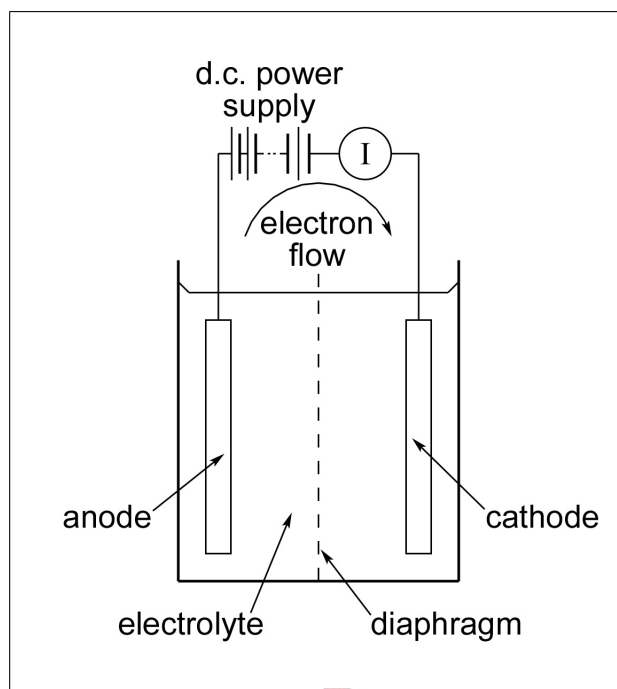 d.c. power
supply
I
electron
flow
anode
cathode
electrolyte
diaphragm